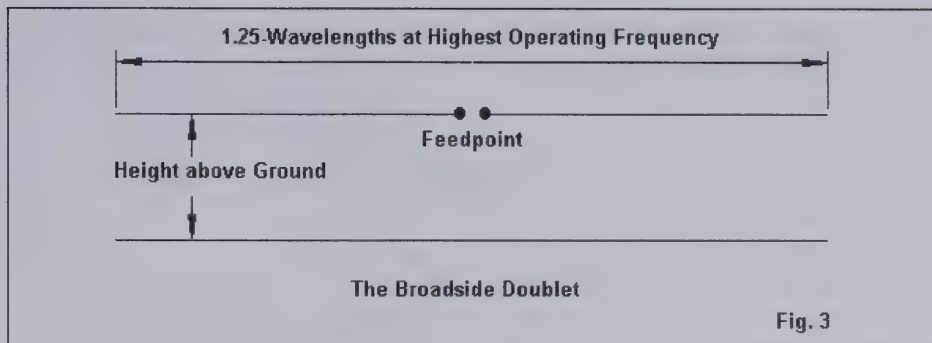 1.25-Wavelengths at Highest Operating Frequency
Feedpoint
Height above Ground
The Broadside Doublet
Fig. 3